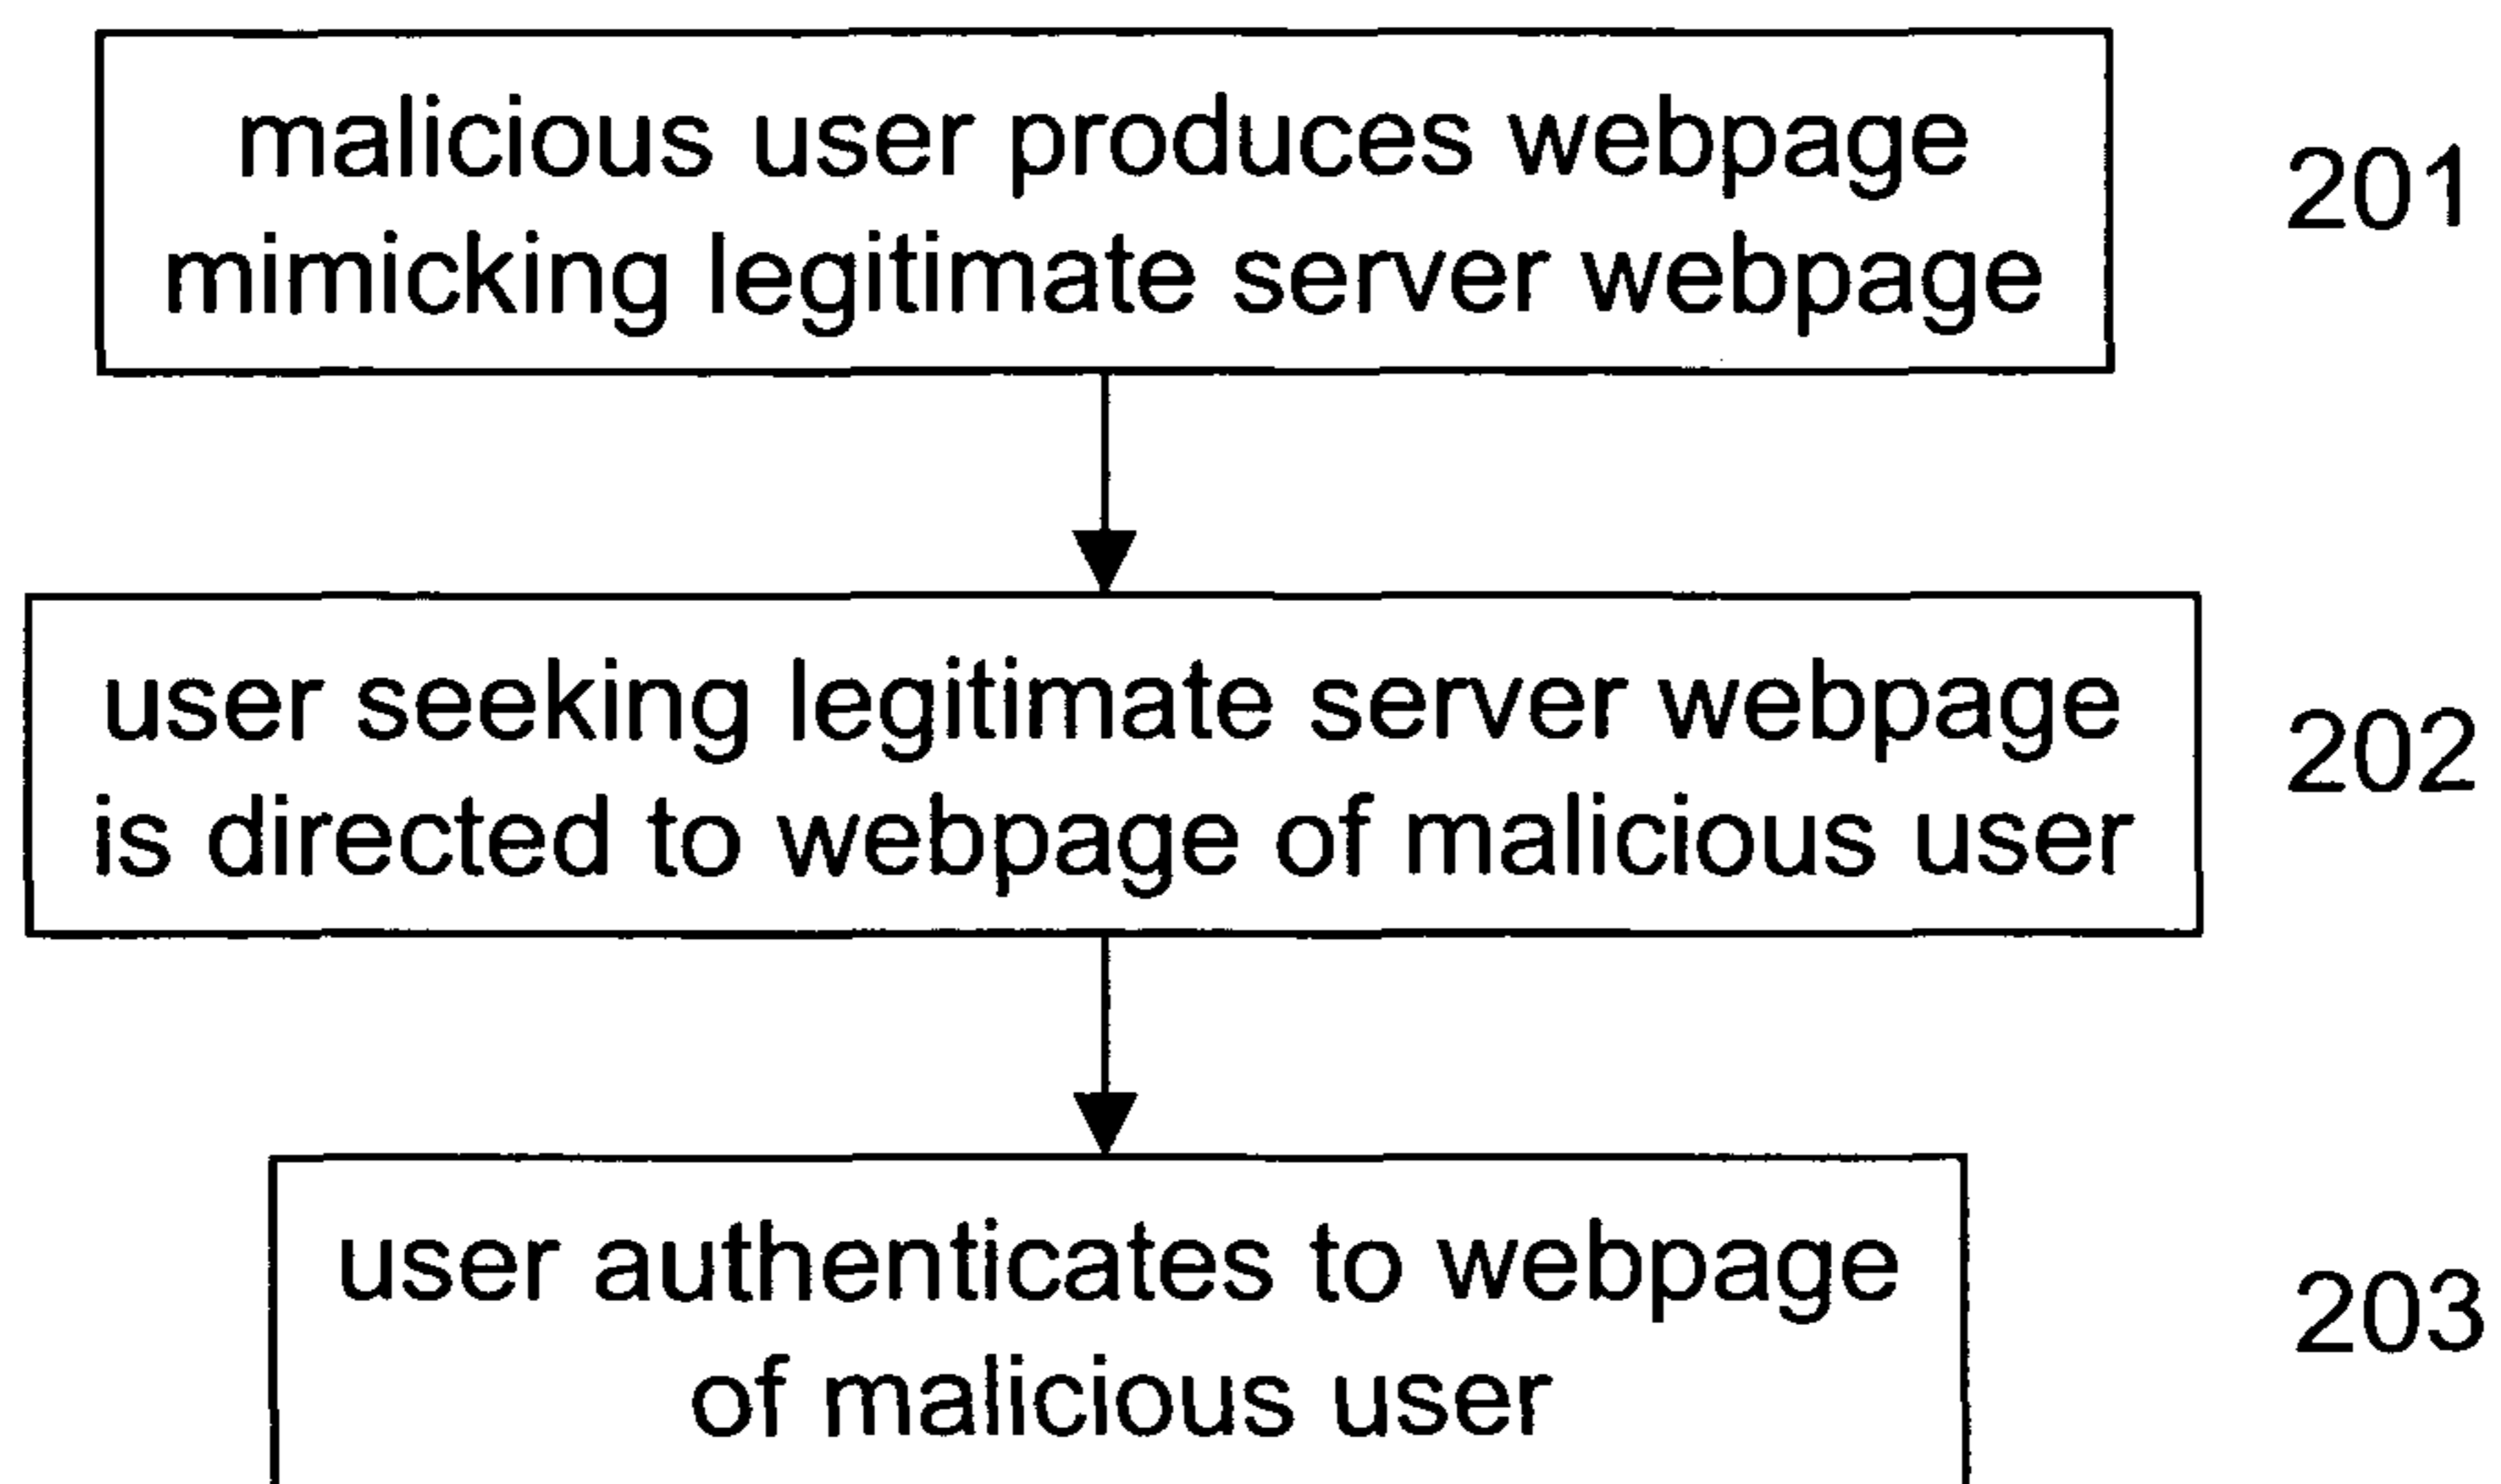 malicious user produces webpage
mimicking legitimate server webpage
201
user seeking legitimate server webpage
is directed to webpage of malicious user
202
user authenticates to webpage
of malicious user
203